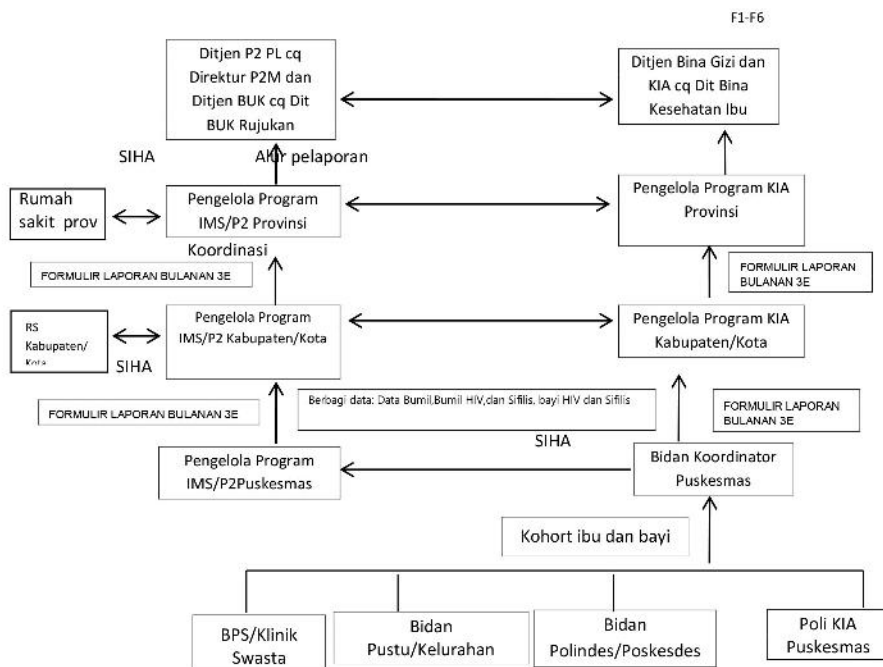 F1-F6
Ditjen P2 PL cq
Direktur P2M dan
Ditjen BUK cq Dit
BUK Rujukan
Ditjen Bina Gizi dan
KIA cq Dit Bina
Kesehatan Ibu
SIHA
Alur pelaporan
Rumah
sakit prov
Pengelola Program
IMS/P2 Provinsi
Pengelola Program KIA
Provinsi
Koordinasi
FORMULIR LAPORAN BULANAN 3E
FORMULIR LAPORAN
BULANAN 3E
RS
Kabupaten/
Kota
Pengelola Program
IMS/P2 Kabupaten/Kota
Pengelola Program KIA
Kabupaten/Kota
SIHA
FORMULIR LAPORAN BULANAN 3E
Berbagi data: Data Bumil,Bumil HIV,dan Sifilis, bayi HIV dan Sifilis
FORMULIR LAPORAN
BULANAN 3E
SIHA
Pengelola Program
IMS/P2Puskesmas
Bidan Koordinator
Puskesmas
Kohort ibu dan bayi
BPS/Klinik
Swasta
Bidan
Pustu/Kelurahan
Bidan
Polindes/Poskesdes
Poli KIA
Puskesmas